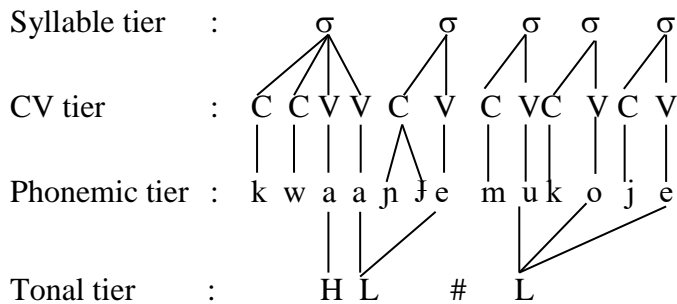 Syllable tier : σ σ σ σ σ
CV tier : C C V V C V C V C V C V
Phonemic tier : k w a a ɲ ɟ e m u k o j e
Tonal tier : H L # L